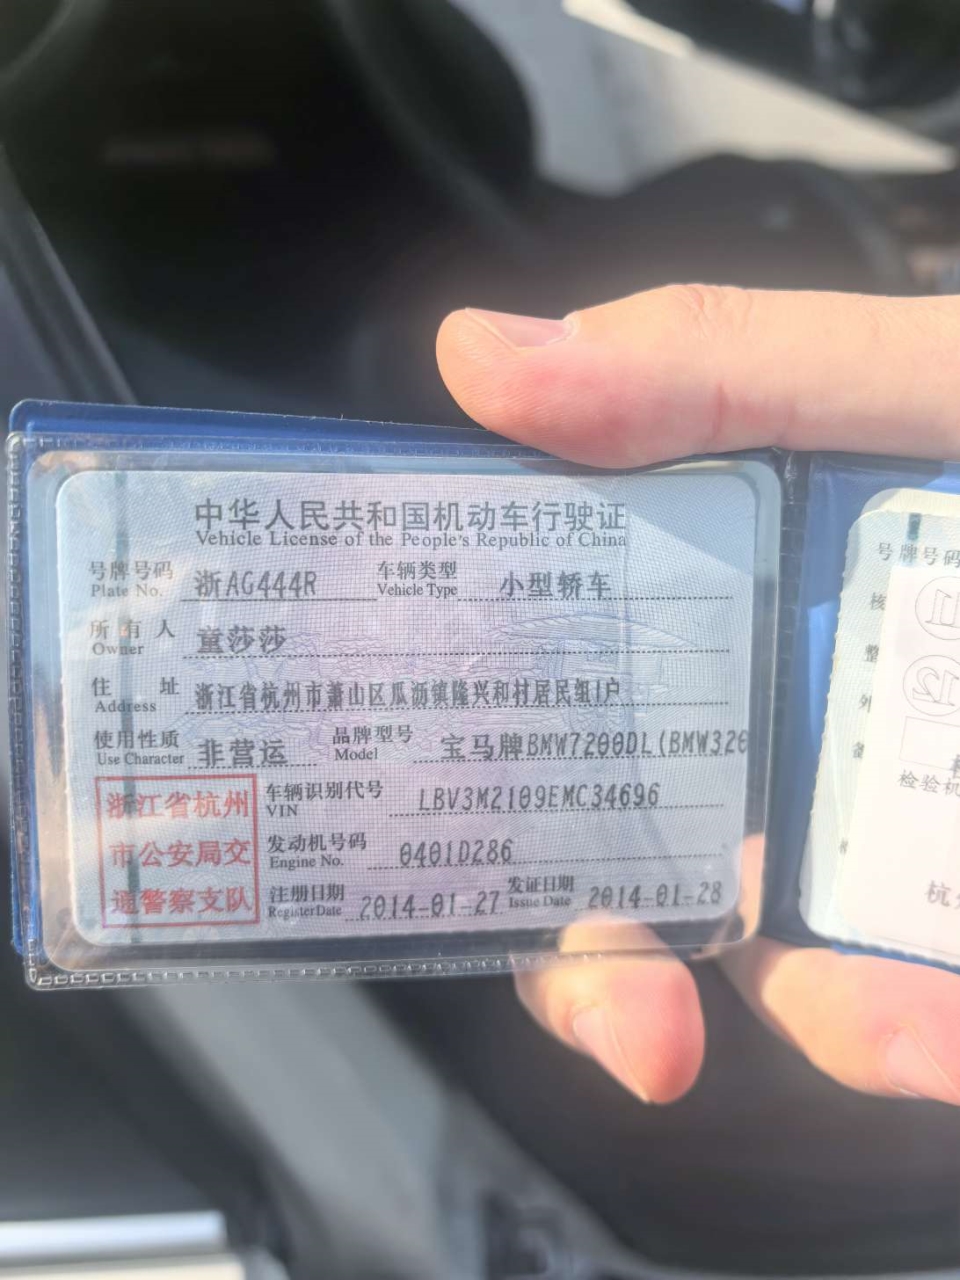 中华人民共和国机动车行驶证
Vehicle License of the People's Republic of China
号牌号码 浙AG444R 车辆类型 小型轿车
Plate No. Vehicle Type
所有人 童莎莎
Owner
住址 浙江省杭州市萧山区瓜沥镇隆兴和村居民组1户
Address
使用性质 非营运 品牌型号 宝马牌BMW7200DL(BMW320
Use Character Model
浙江省杭州
市公安局交
通警察支队
车辆识别代号 LBV3M2109EMC34696
VIN
发动机号码 0401D286
Engine No.
注册日期 2014-01-27 发证日期 2014-01-28
Register Date Issue Date
号牌号码
核
整
外
检验机
杭